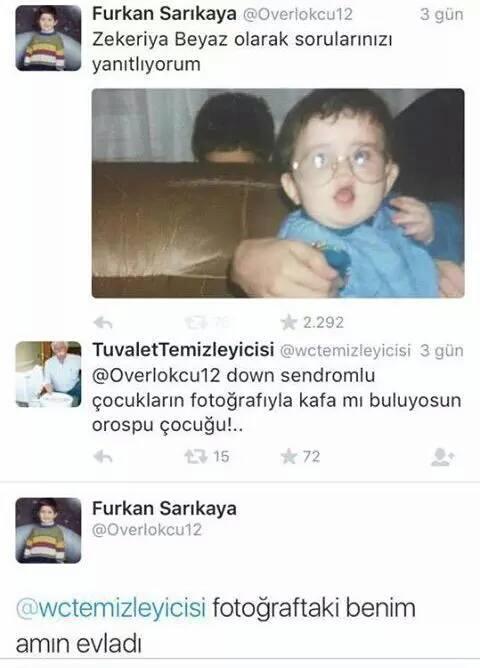 Furkan Sarıkaya @Overlokcu12 3 gün
Zekeriya Beyaz olarak sorularınızı
yanıtlıyorum
76 2.292
TuvaletTemizleyicisi @wctemizleyicisi 3 gün
@Overlokcu12 down sendromlu
çocukların fotoğrafıyla kafa mı buluyosun
orospu çocuğu!..
15 72
Furkan Sarıkaya
@Overlokcu12
@wctemizleyicisi fotoğraftaki benim
amın evladı